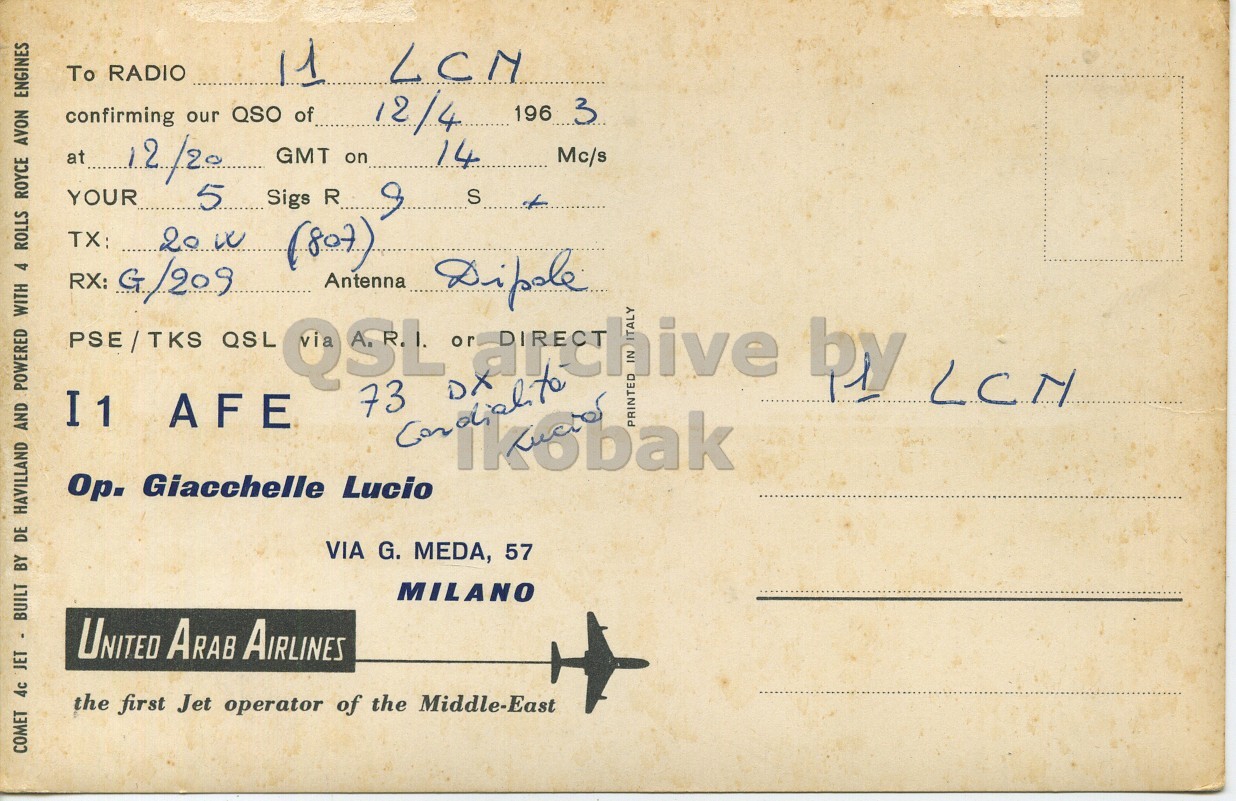 To RADIO I1 LCN
confirming our QSO of 12/4 1963
at 12/20 GMT on 14 Mc/s
YOUR 5 Sigs R 9 S +
TX: 20 W (807)
RX: G/209 Antenna Dipole
PSE / TKS QSL via A.R.I. or DIRECT
I1 AFE
73 DX
Cordialità
Lucio
Op. Giacchelle Lucio
VIA G. MEDA, 57
MILANO
UNITED ARAB AIRLINES
the first Jet operator of the Middle-East
COMET 4c JET - BUILT BY DE HAVILLAND AND POWERED WITH 4 ROLLS ROYCE AVON ENGINES
PRINTED IN ITALY
I1 LCN
QSL archive by
ik6bak